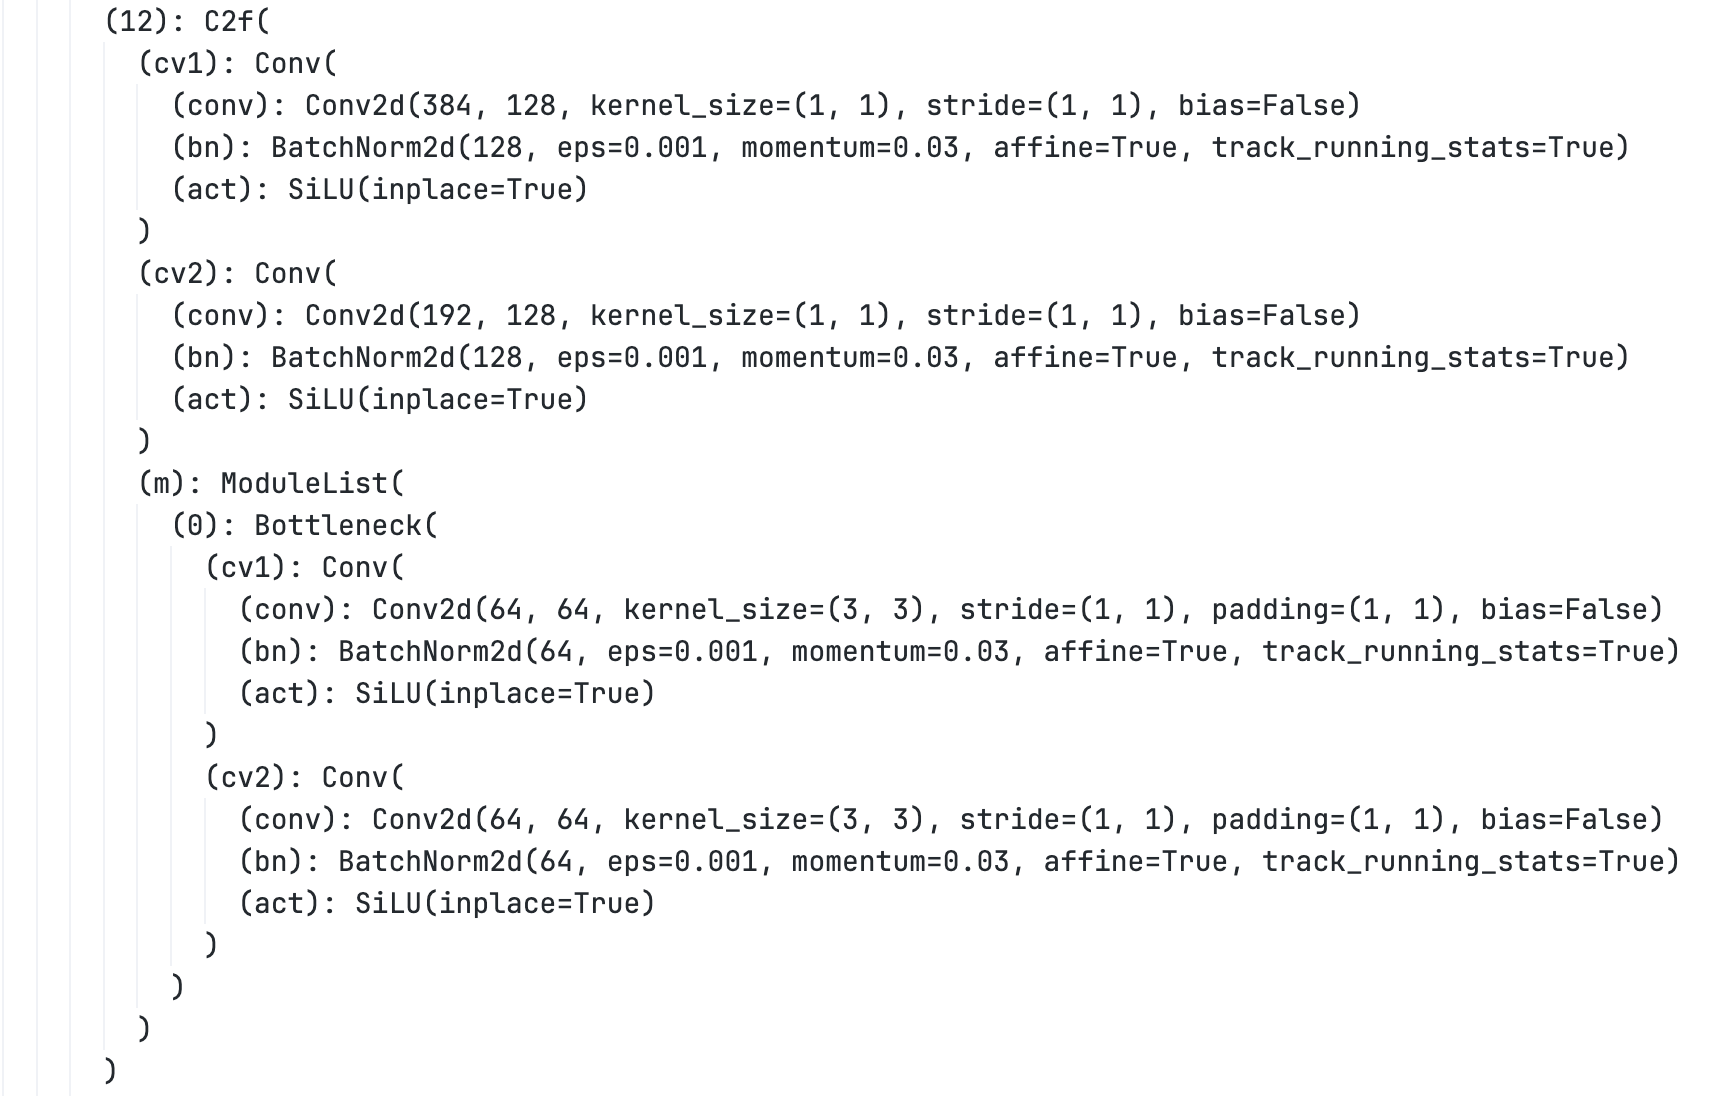 (12): C2f(
  (cv1): Conv(
    (conv): Conv2d(384, 128, kernel_size=(1, 1), stride=(1, 1), bias=False)
    (bn): BatchNorm2d(128, eps=0.001, momentum=0.03, affine=True, track_running_stats=True)
    (act): SiLU(inplace=True)
  )
  (cv2): Conv(
    (conv): Conv2d(192, 128, kernel_size=(1, 1), stride=(1, 1), bias=False)
    (bn): BatchNorm2d(128, eps=0.001, momentum=0.03, affine=True, track_running_stats=True)
    (act): SiLU(inplace=True)
  )
  (m): ModuleList(
    (0): Bottleneck(
      (cv1): Conv(
        (conv): Conv2d(64, 64, kernel_size=(3, 3), stride=(1, 1), padding=(1, 1), bias=False)
        (bn): BatchNorm2d(64, eps=0.001, momentum=0.03, affine=True, track_running_stats=True)
        (act): SiLU(inplace=True)
      )
      (cv2): Conv(
        (conv): Conv2d(64, 64, kernel_size=(3, 3), stride=(1, 1), padding=(1, 1), bias=False)
        (bn): BatchNorm2d(64, eps=0.001, momentum=0.03, affine=True, track_running_stats=True)
        (act): SiLU(inplace=True)
      )
    )
  )
)